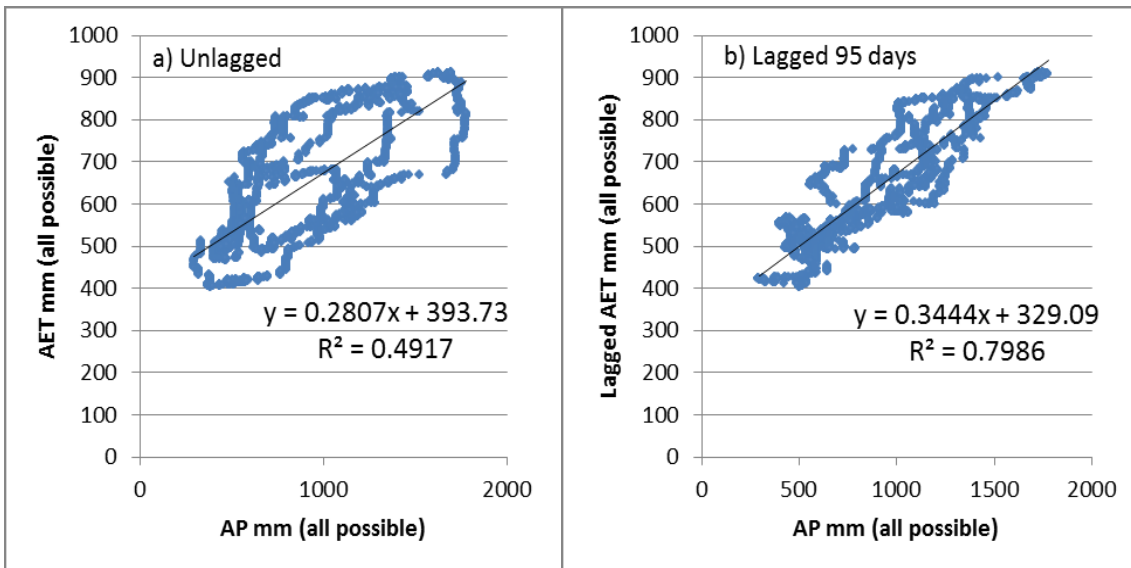 a) Unlagged
AET mm (all possible)
1000
900
800
700
600
500
400
300
200
100
0
y = 0.2807x + 393.73
R² = 0.4917
0 1000 2000
AP mm (all possible)
b) Lagged 95 days
Lagged AET mm (all possible)
1000
900
800
700
600
500
400
300
200
100
0
y = 0.3444x + 329.09
R² = 0.7986
0 500 1000 1500 2000
AP mm (all possible)